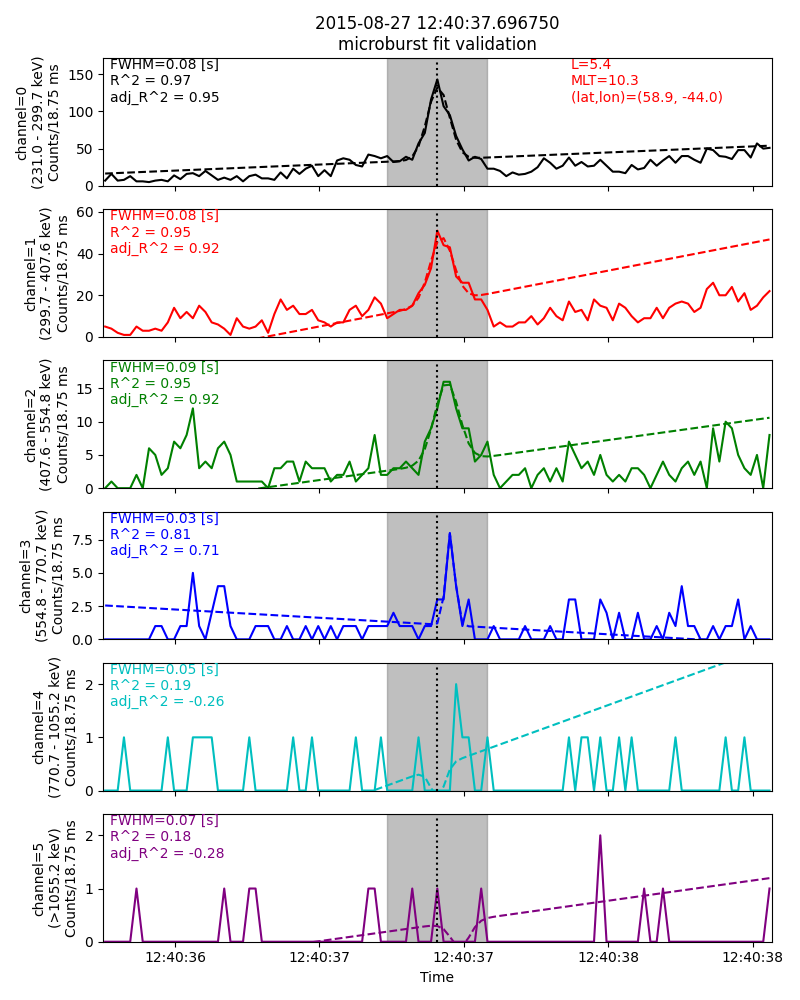 2015-08-27 12:40:37.696750
microburst fit validation
channel=0
(231.0 - 299.7 keV)
Counts/18.75 ms
150
100
50
0
FWHM=0.08 [s]
R^2 = 0.97
adj_R^2 = 0.95
L=5.4
MLT=10.3
(lat,lon)=(58.9, -44.0)
channel=1
(299.7 - 407.6 keV)
Counts/18.75 ms
60
40
20
0
FWHM=0.08 [s]
R^2 = 0.95
adj_R^2 = 0.92
channel=2
(407.6 - 554.8 keV)
Counts/18.75 ms
15
10
5
0
FWHM=0.09 [s]
R^2 = 0.95
adj_R^2 = 0.92
channel=3
(554.8 - 770.7 keV)
Counts/18.75 ms
7.5
5.0
2.5
0.0
FWHM=0.03 [s]
R^2 = 0.81
adj_R^2 = 0.71
channel=4
(770.7 - 1055.2 keV)
Counts/18.75 ms
2
1
0
FWHM=0.05 [s]
R^2 = 0.19
adj_R^2 = -0.26
channel=5
(>1055.2 keV)
Counts/18.75 ms
2
1
0
FWHM=0.07 [s]
R^2 = 0.18
adj_R^2 = -0.28
12:40:36 12:40:37 12:40:37 12:40:38 12:40:38
Time